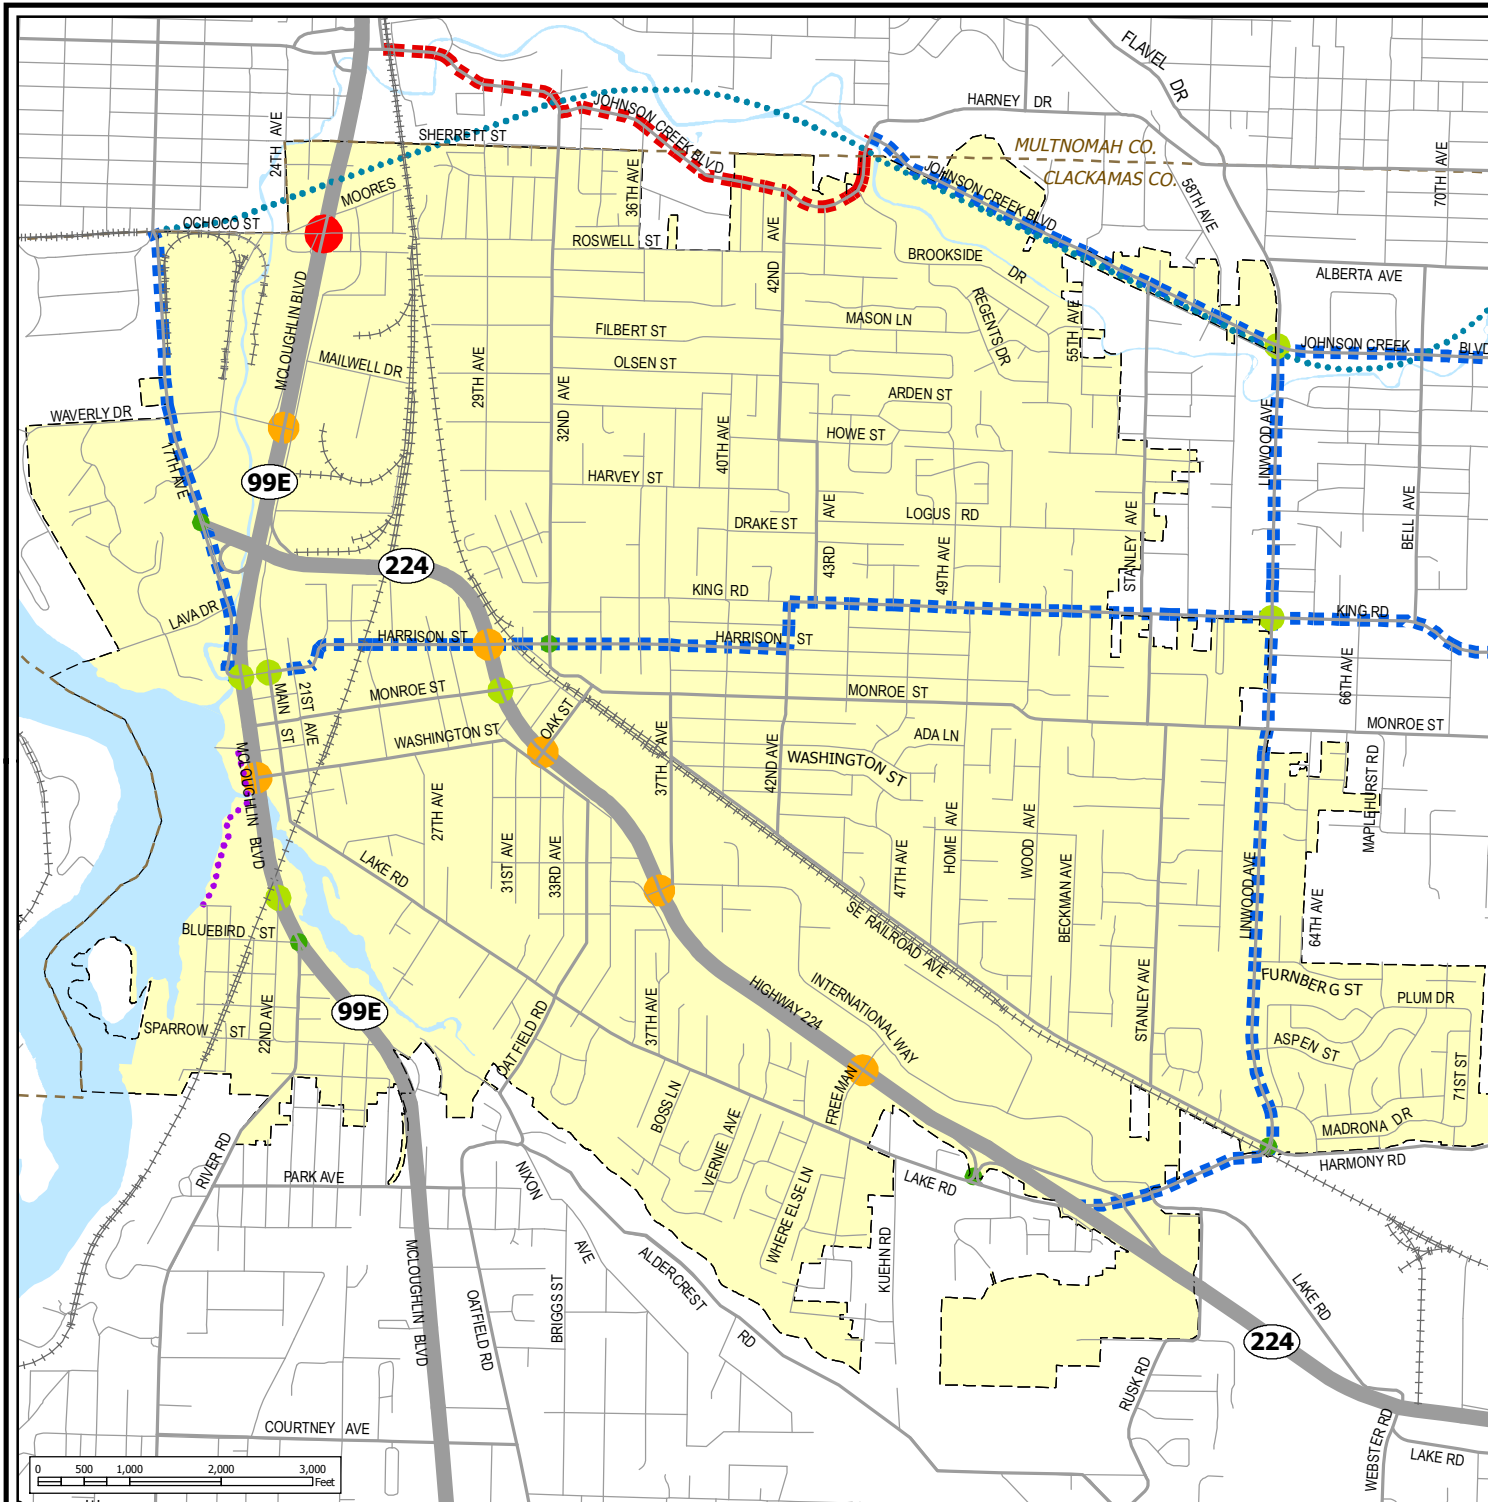 FLAVEL DR
HARNEY DR
JOHNSON CREEK BLVD
24TH AVE
SHERRETT ST
MULTNOMAH CO.
CLACKAMAS CO.
70TH AVE
MOORES
36TH AVE
JOHNSON CREEK BLVD
58TH AVE
OCHOCO ST
ROSWELL ST
42ND AVE
BROOKSIDE DR
ALBERTA AVE
MCLOUGHLIN BLVD
REGENTS DR
55TH AVE
FILBERT ST
MASON LN
JOHNSON CREEK BLVD
MAILWELL DR
29TH AVE
OLSEN ST
32ND AVE
ARDEN ST
WAVERLY DR
40TH AVE
HOWE ST
LINWOOD AVE
17TH AVE
99E
HARVEY ST
BELL AVE
DRAKE ST
43RD AVE
LOGUS RD
STANLEY AVE
224
49TH AVE
KING RD
KING RD
LAVA DR
HARRISON ST
HARRISON ST
66TH AVE
MAIN ST
21ST AVE
MONROE ST
MONROE ST
MONROE ST
OAK ST
WASHINGTON ST
37TH AVE
42ND AVE
ADA LN
WASHINGTON ST
MAPLEHURST RD
MCLOUGHLIN BLVD
27TH AVE
31ST AVE
33RD AVE
LAKE RD
47TH AVE
HOME AVE
WOOD AVE
BECKMAN AVE
LINWOOD AVE
64TH AVE
SE RAILROAD AVE
BLUEBIRD ST
FURNBERG ST
PLUM DR
HIGHWAY 224
INTERNATIONAL WAY
STANLEY AVE
22ND AVE
99E
SPARROW ST
OATFIELD RD
37TH AVE
ASPEN ST
71ST ST
FREEMAN
BOSS LN
VERNIE AVE
MADRONA DR
RIVER RD
HARMONY RD
PARK AVE
NIXON AVE
LAKE RD
WHERE ELSE LN
KUEHN RD
MCLOUGHLIN BLVD
OATFIELD RD
BRIGGS ST
ALDERCREST RD
LAKE RD
224
RUSK RD
COURTNEY AVE
WEBSTER RD
LAKE RD
0 500 1,000 2,000 3,000
Feet